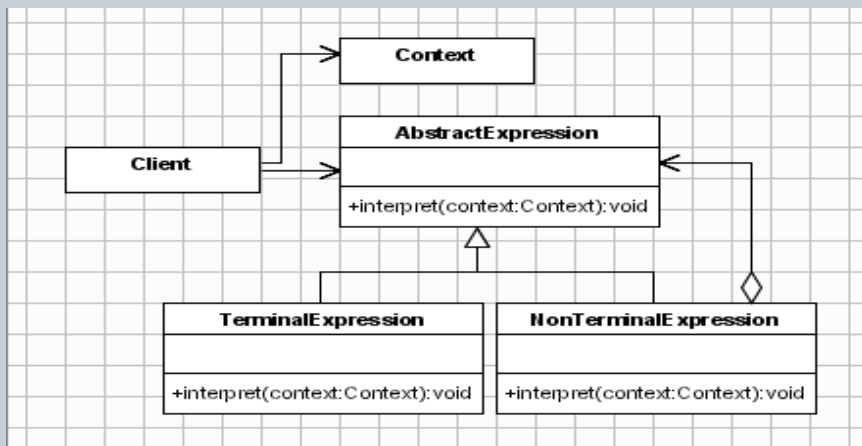 Context
AbstractExpression
Client
+interpret(context:Context):void
TerminalExpression
NonTerminalExpression
+interpret(context:Context):void
+interpret(context:Context):void